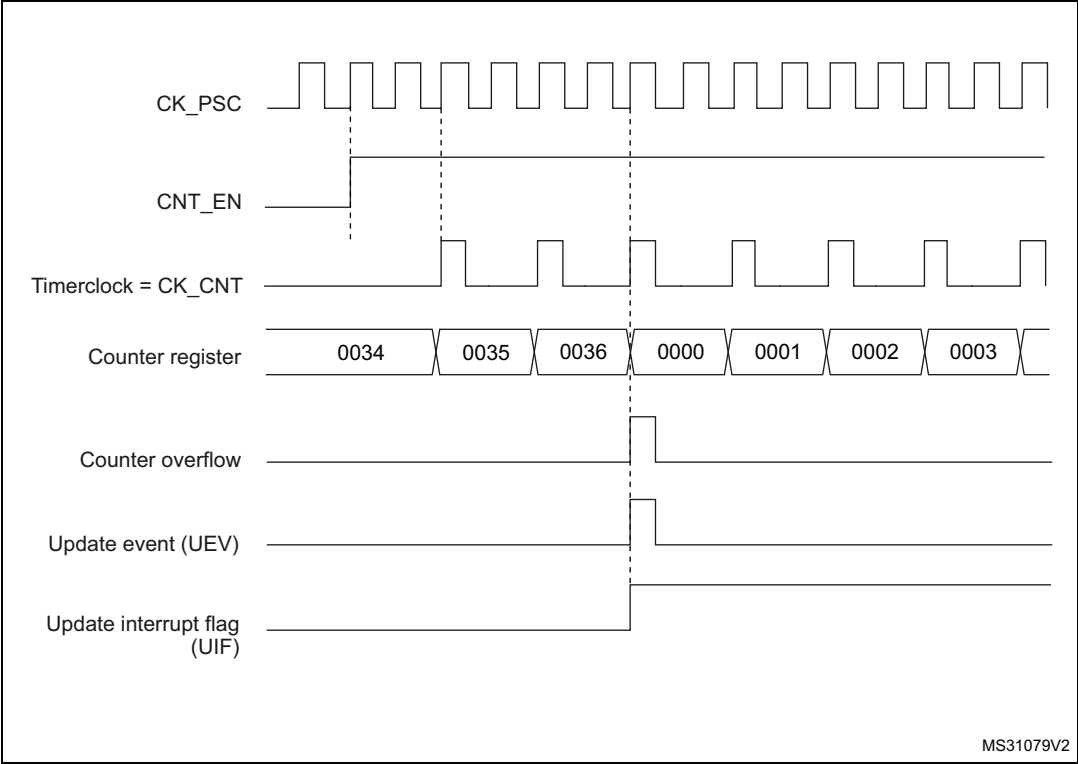 CK_PSC
CNT_EN
Timerclock = CK_CNT
Counter register 0034 0035 0036 0000 0001 0002 0003
Counter overflow
Update event (UEV)
Update interrupt flag
(UIF)
MS31079V2